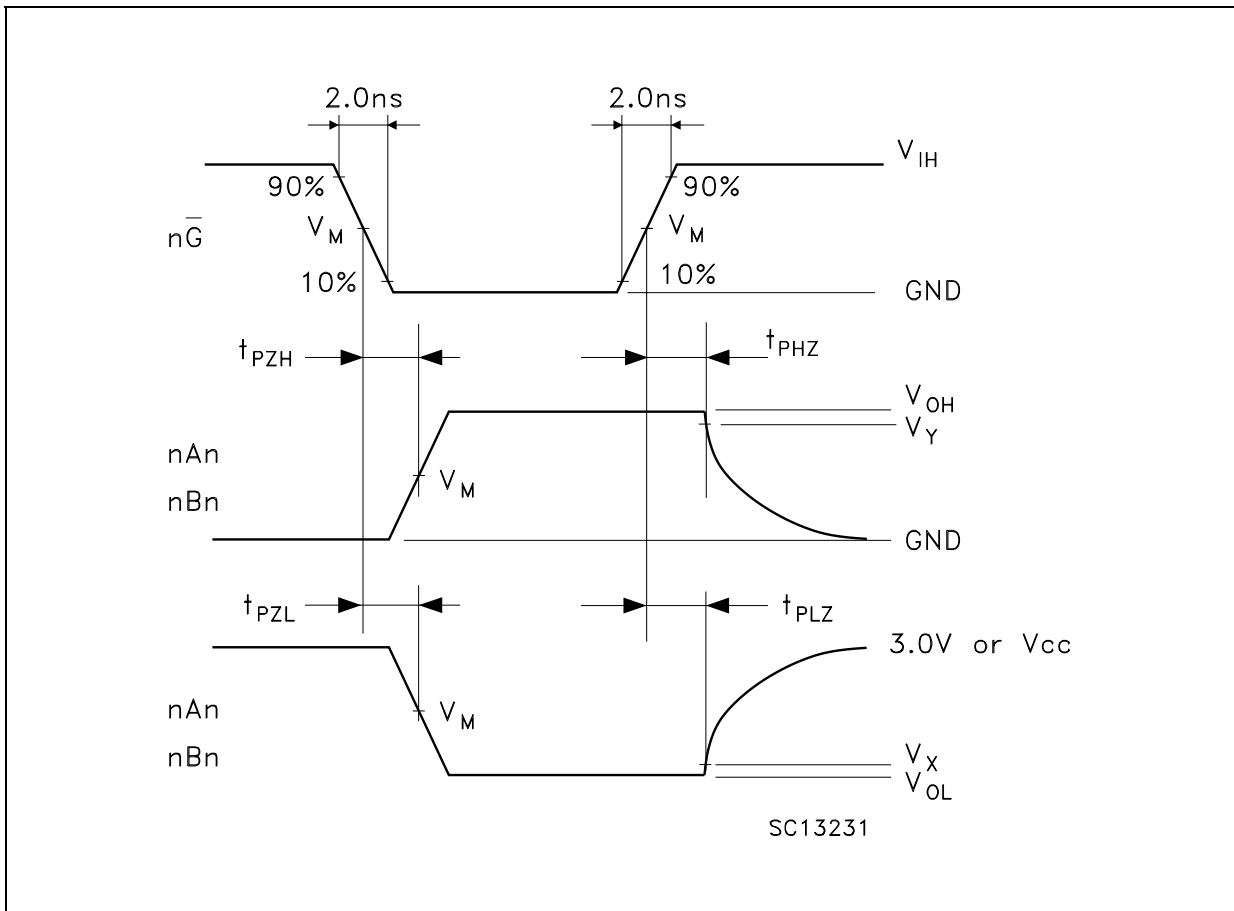 2.0ns 2.0ns
V_IH
90% 90%
nG̅ V_M V_M
10% 10%
GND
t_PZH t_PHZ
V_OH
V_Y
nAn
V_M
nBn
GND
t_PZL t_PLZ
3.0V or Vcc
nAn V_M
nBn
V_X
V_OL
SC13231